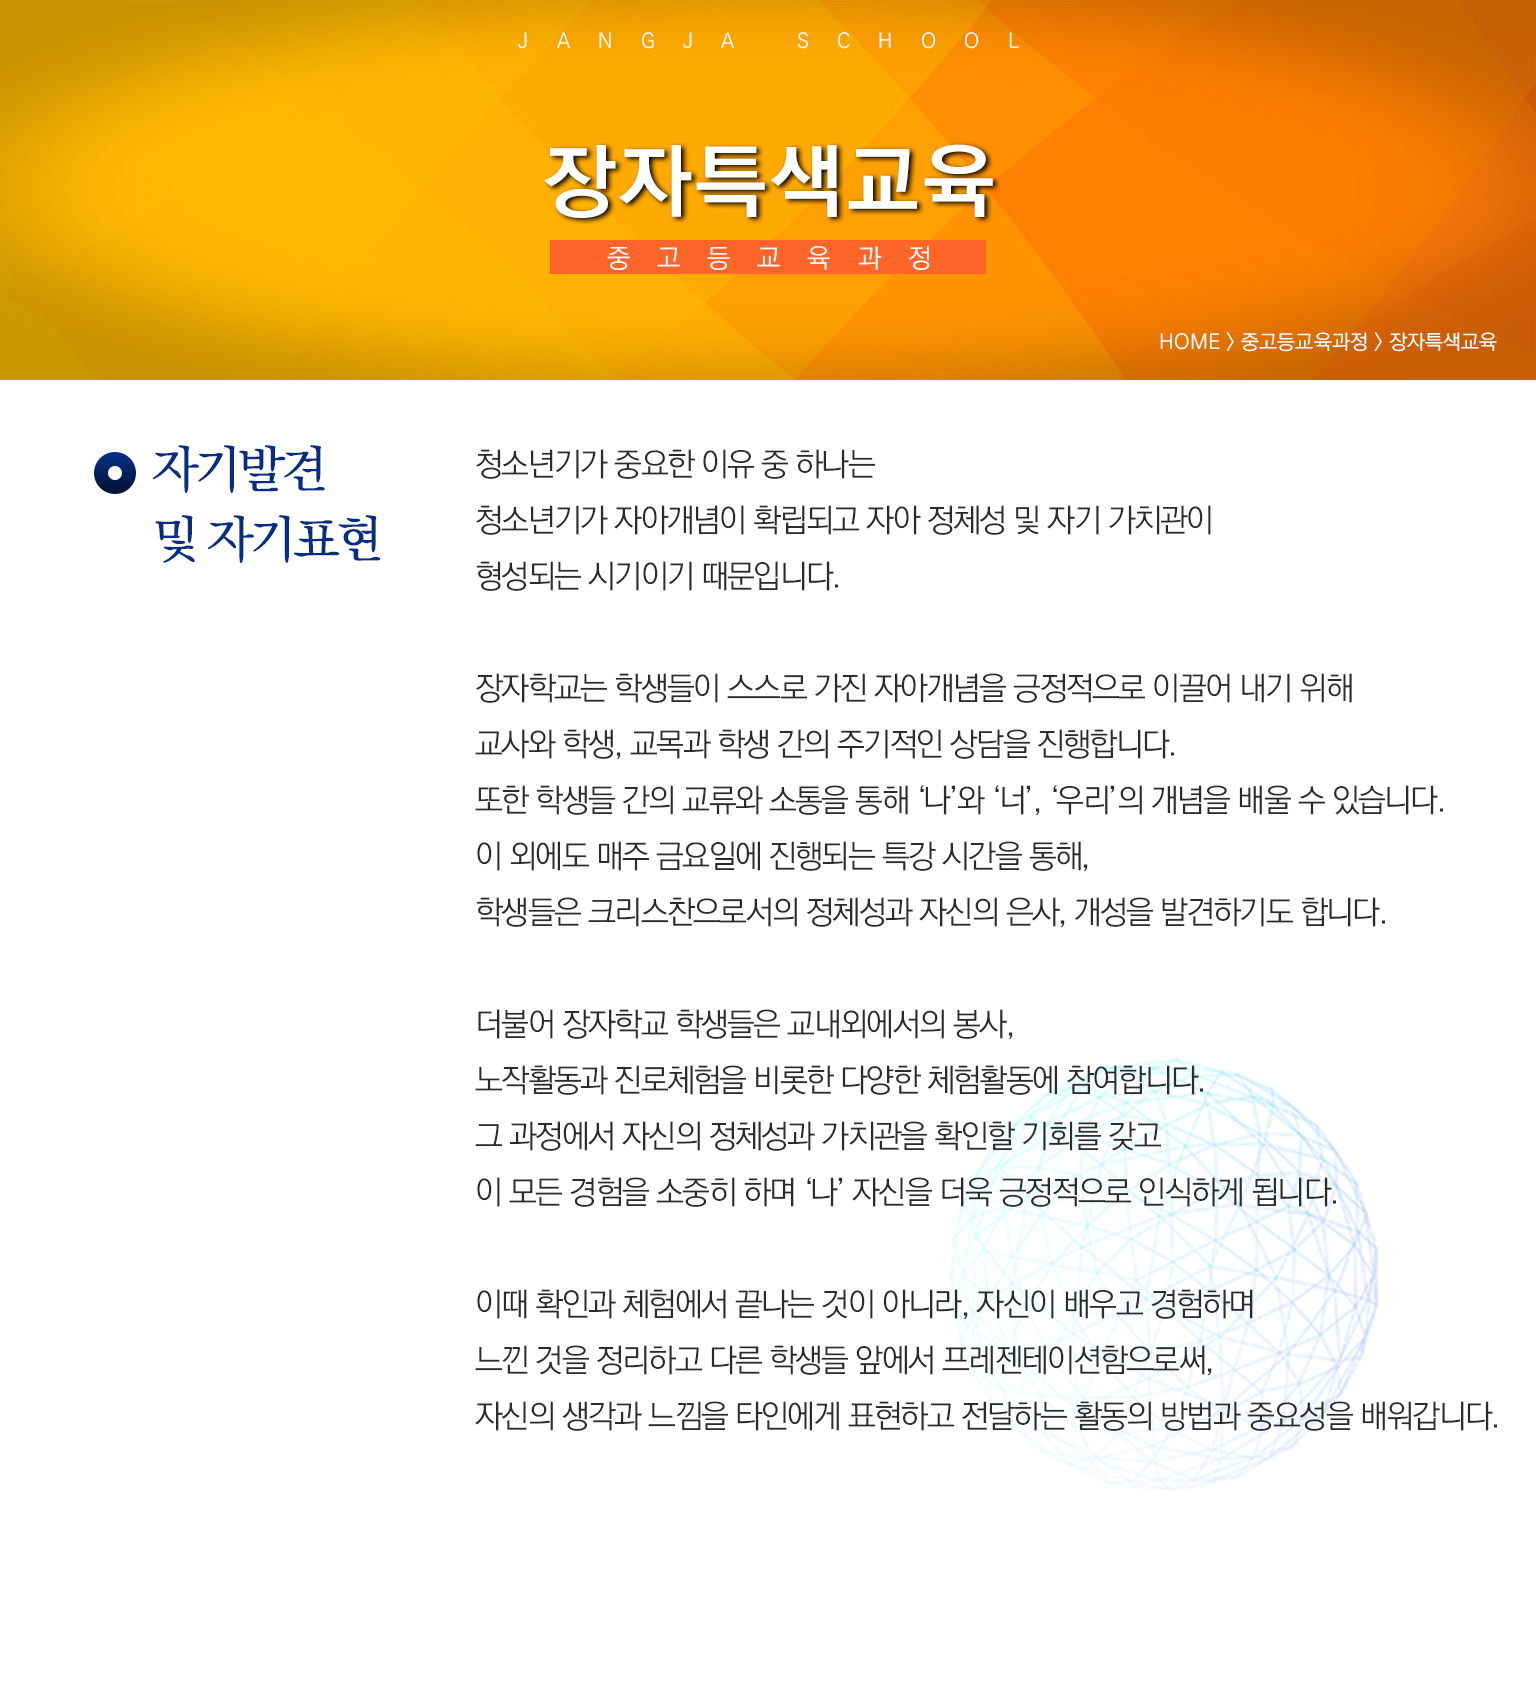 JANGJA SCHOOL
장자특색교육
중고등교육과정
HOME > 중고등교육과정 > 장자특색교육
자기발견
및 자기표현
청소년기가 중요한 이유 중 하나는
청소년기가 자아개념이 확립되고 자아 정체성 및 자기 가치관이
형성되는 시기이기 때문입니다.
장자학교는 학생들이 스스로 가진 자아개념을 긍정적으로 이끌어 내기 위해
교사와 학생, 교목과 학생 간의 주기적인 상담을 진행합니다.
또한 학생들 간의 교류와 소통을 통해 ‘나’와 ‘너’, ‘우리’의 개념을 배울 수 있습니다.
이 외에도 매주 금요일에 진행되는 특강 시간을 통해,
학생들은 크리스찬으로서의 정체성과 자신의 은사, 개성을 발견하기도 합니다.
더불어 장자학교 학생들은 교내외에서의 봉사,
노작활동과 진로체험을 비롯한 다양한 체험활동에 참여합니다.
그 과정에서 자신의 정체성과 가치관을 확인할 기회를 갖고
이 모든 경험을 소중히 하며 ‘나’ 자신을 더욱 긍정적으로 인식하게 됩니다.
이때 확인과 체험에서 끝나는 것이 아니라, 자신이 배우고 경험하며
느낀 것을 정리하고 다른 학생들 앞에서 프레젠테이션함으로써,
자신의 생각과 느낌을 타인에게 표현하고 전달하는 활동의 방법과 중요성을 배워갑니다.